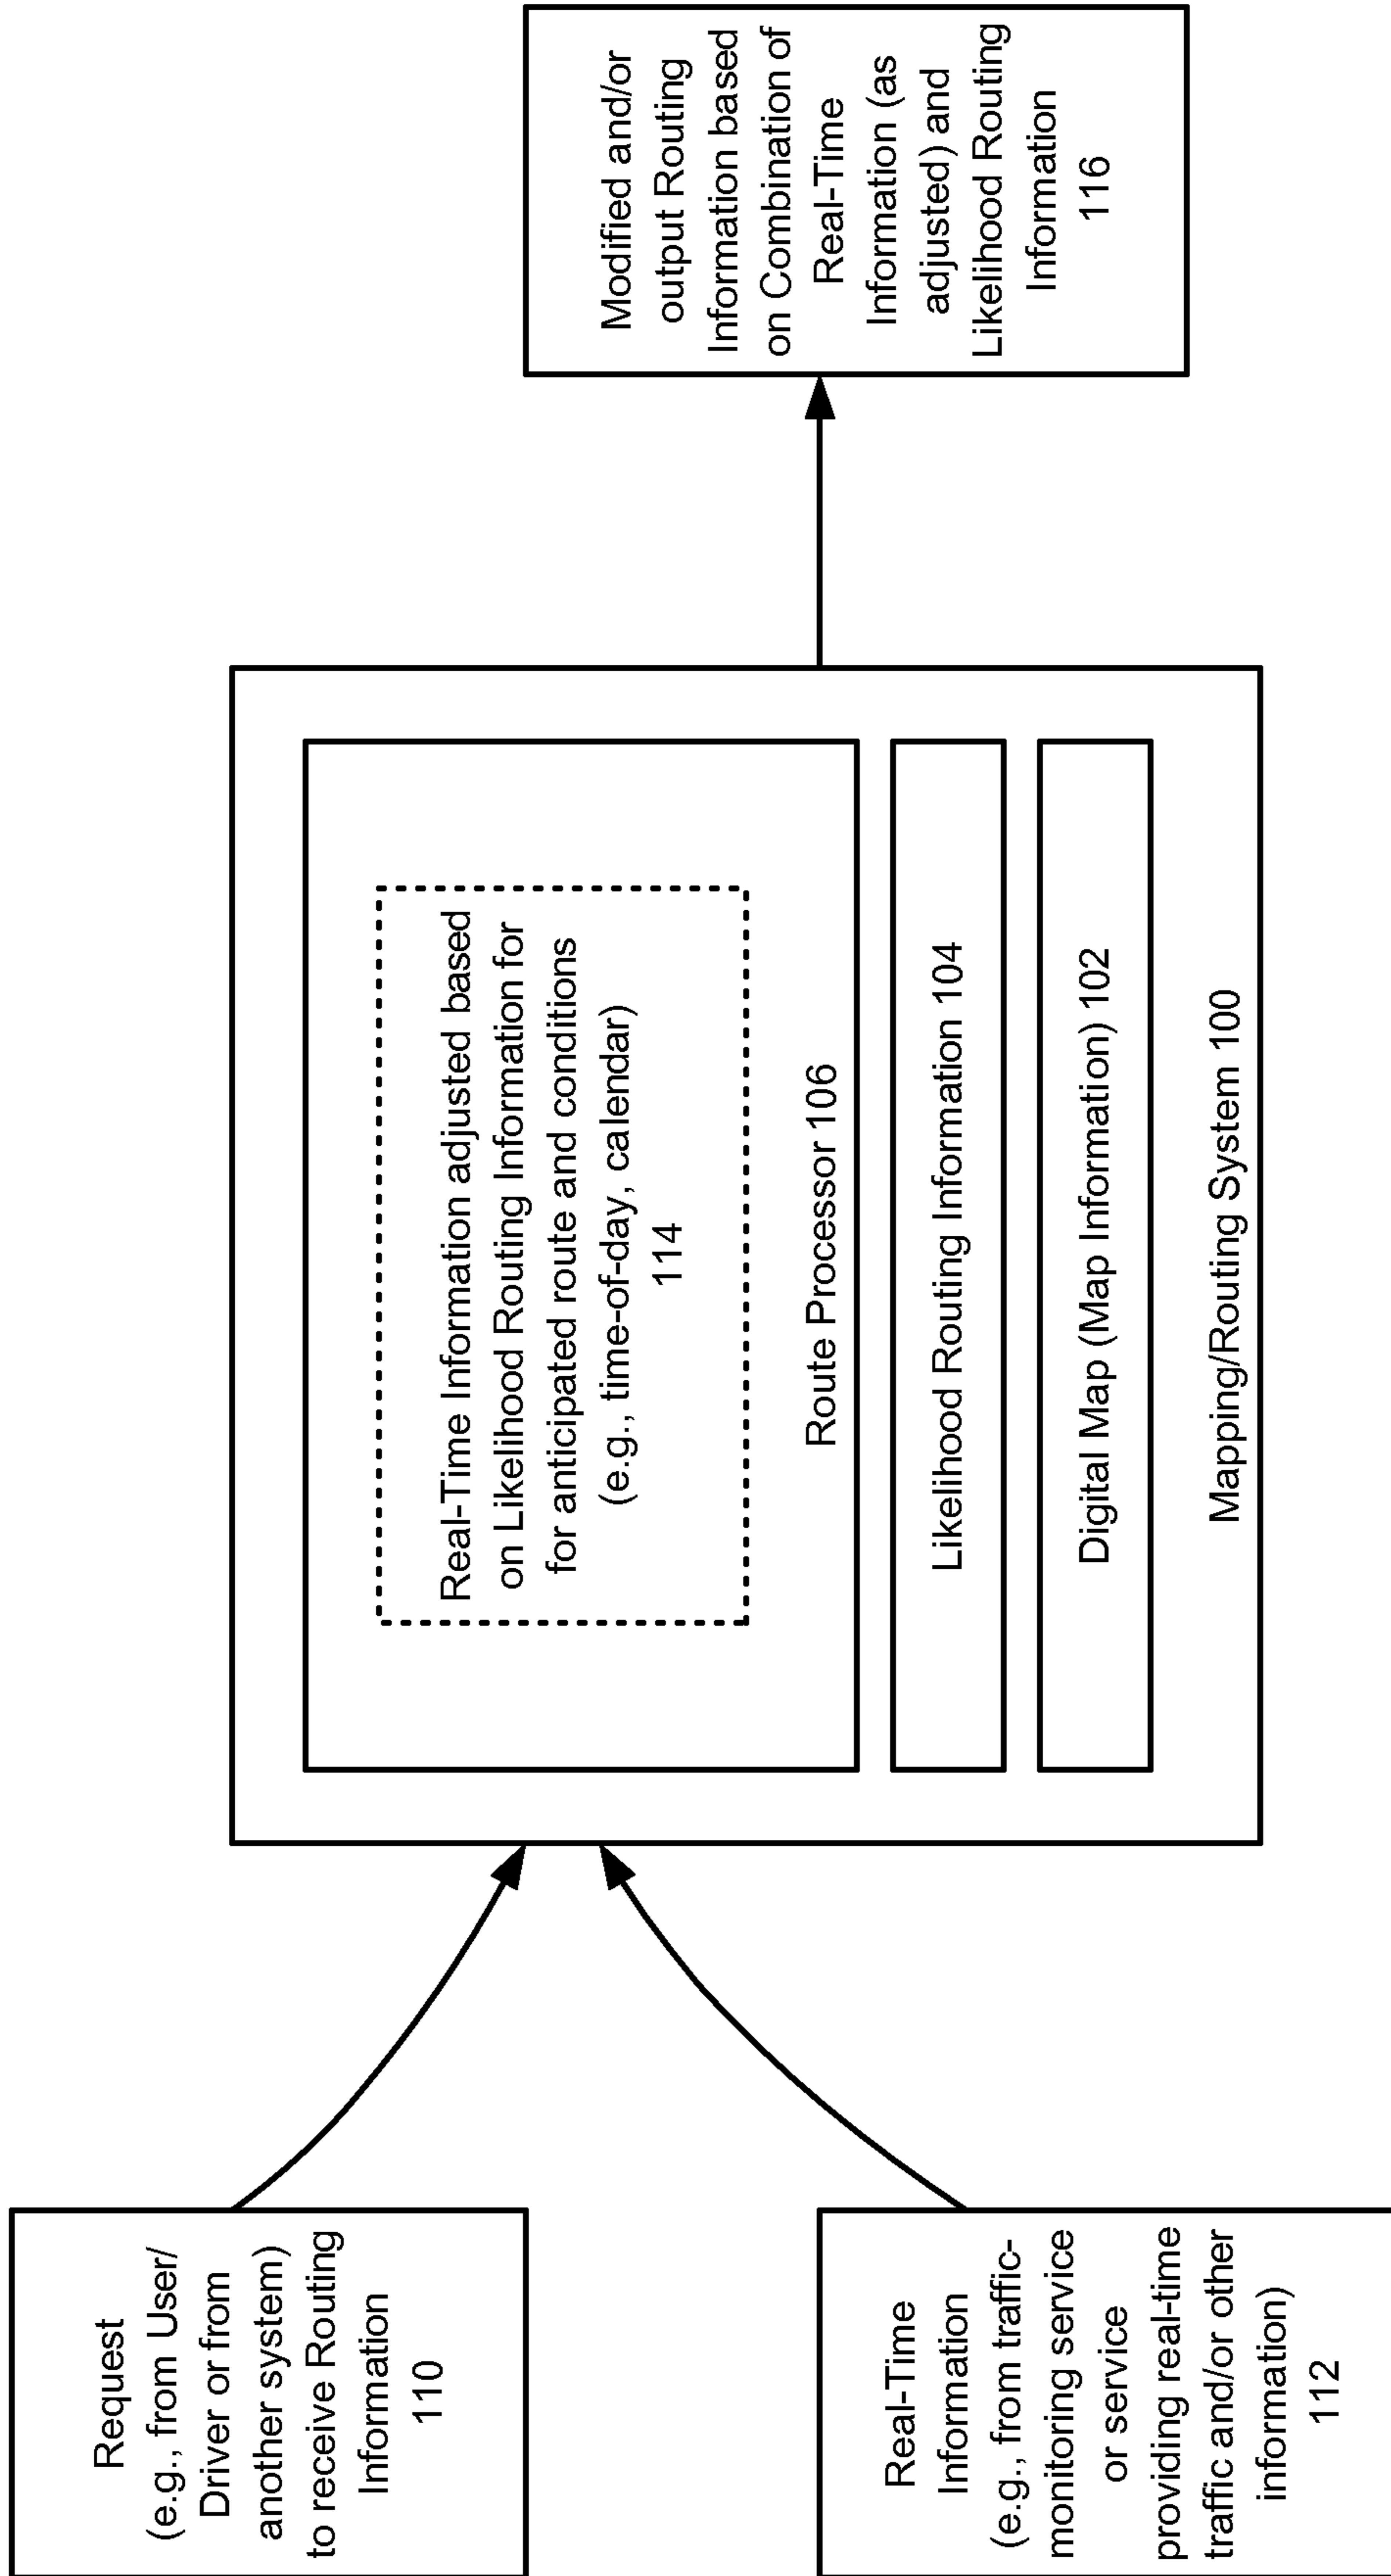 Request
(e.g., from User/
Driver or from
another system)
to receive Routing
Information
110
Real-Time
Information
(e.g., from traffic-
monitoring service
or service
providing real-time
traffic and/or other
information)
112
Real-Time Information adjusted based
on Likelihood Routing Information for
for anticipated route and conditions
(e.g., time-of-day, calendar)
114
Route Processor 106
Likelihood Routing Information 104
Digital Map (Map Information) 102
Mapping/Routing System 100
Modified and/or
output Routing
Information based
on Combination of
Real-Time
Information (as
adjusted) and
Likelihood Routing
Information
116